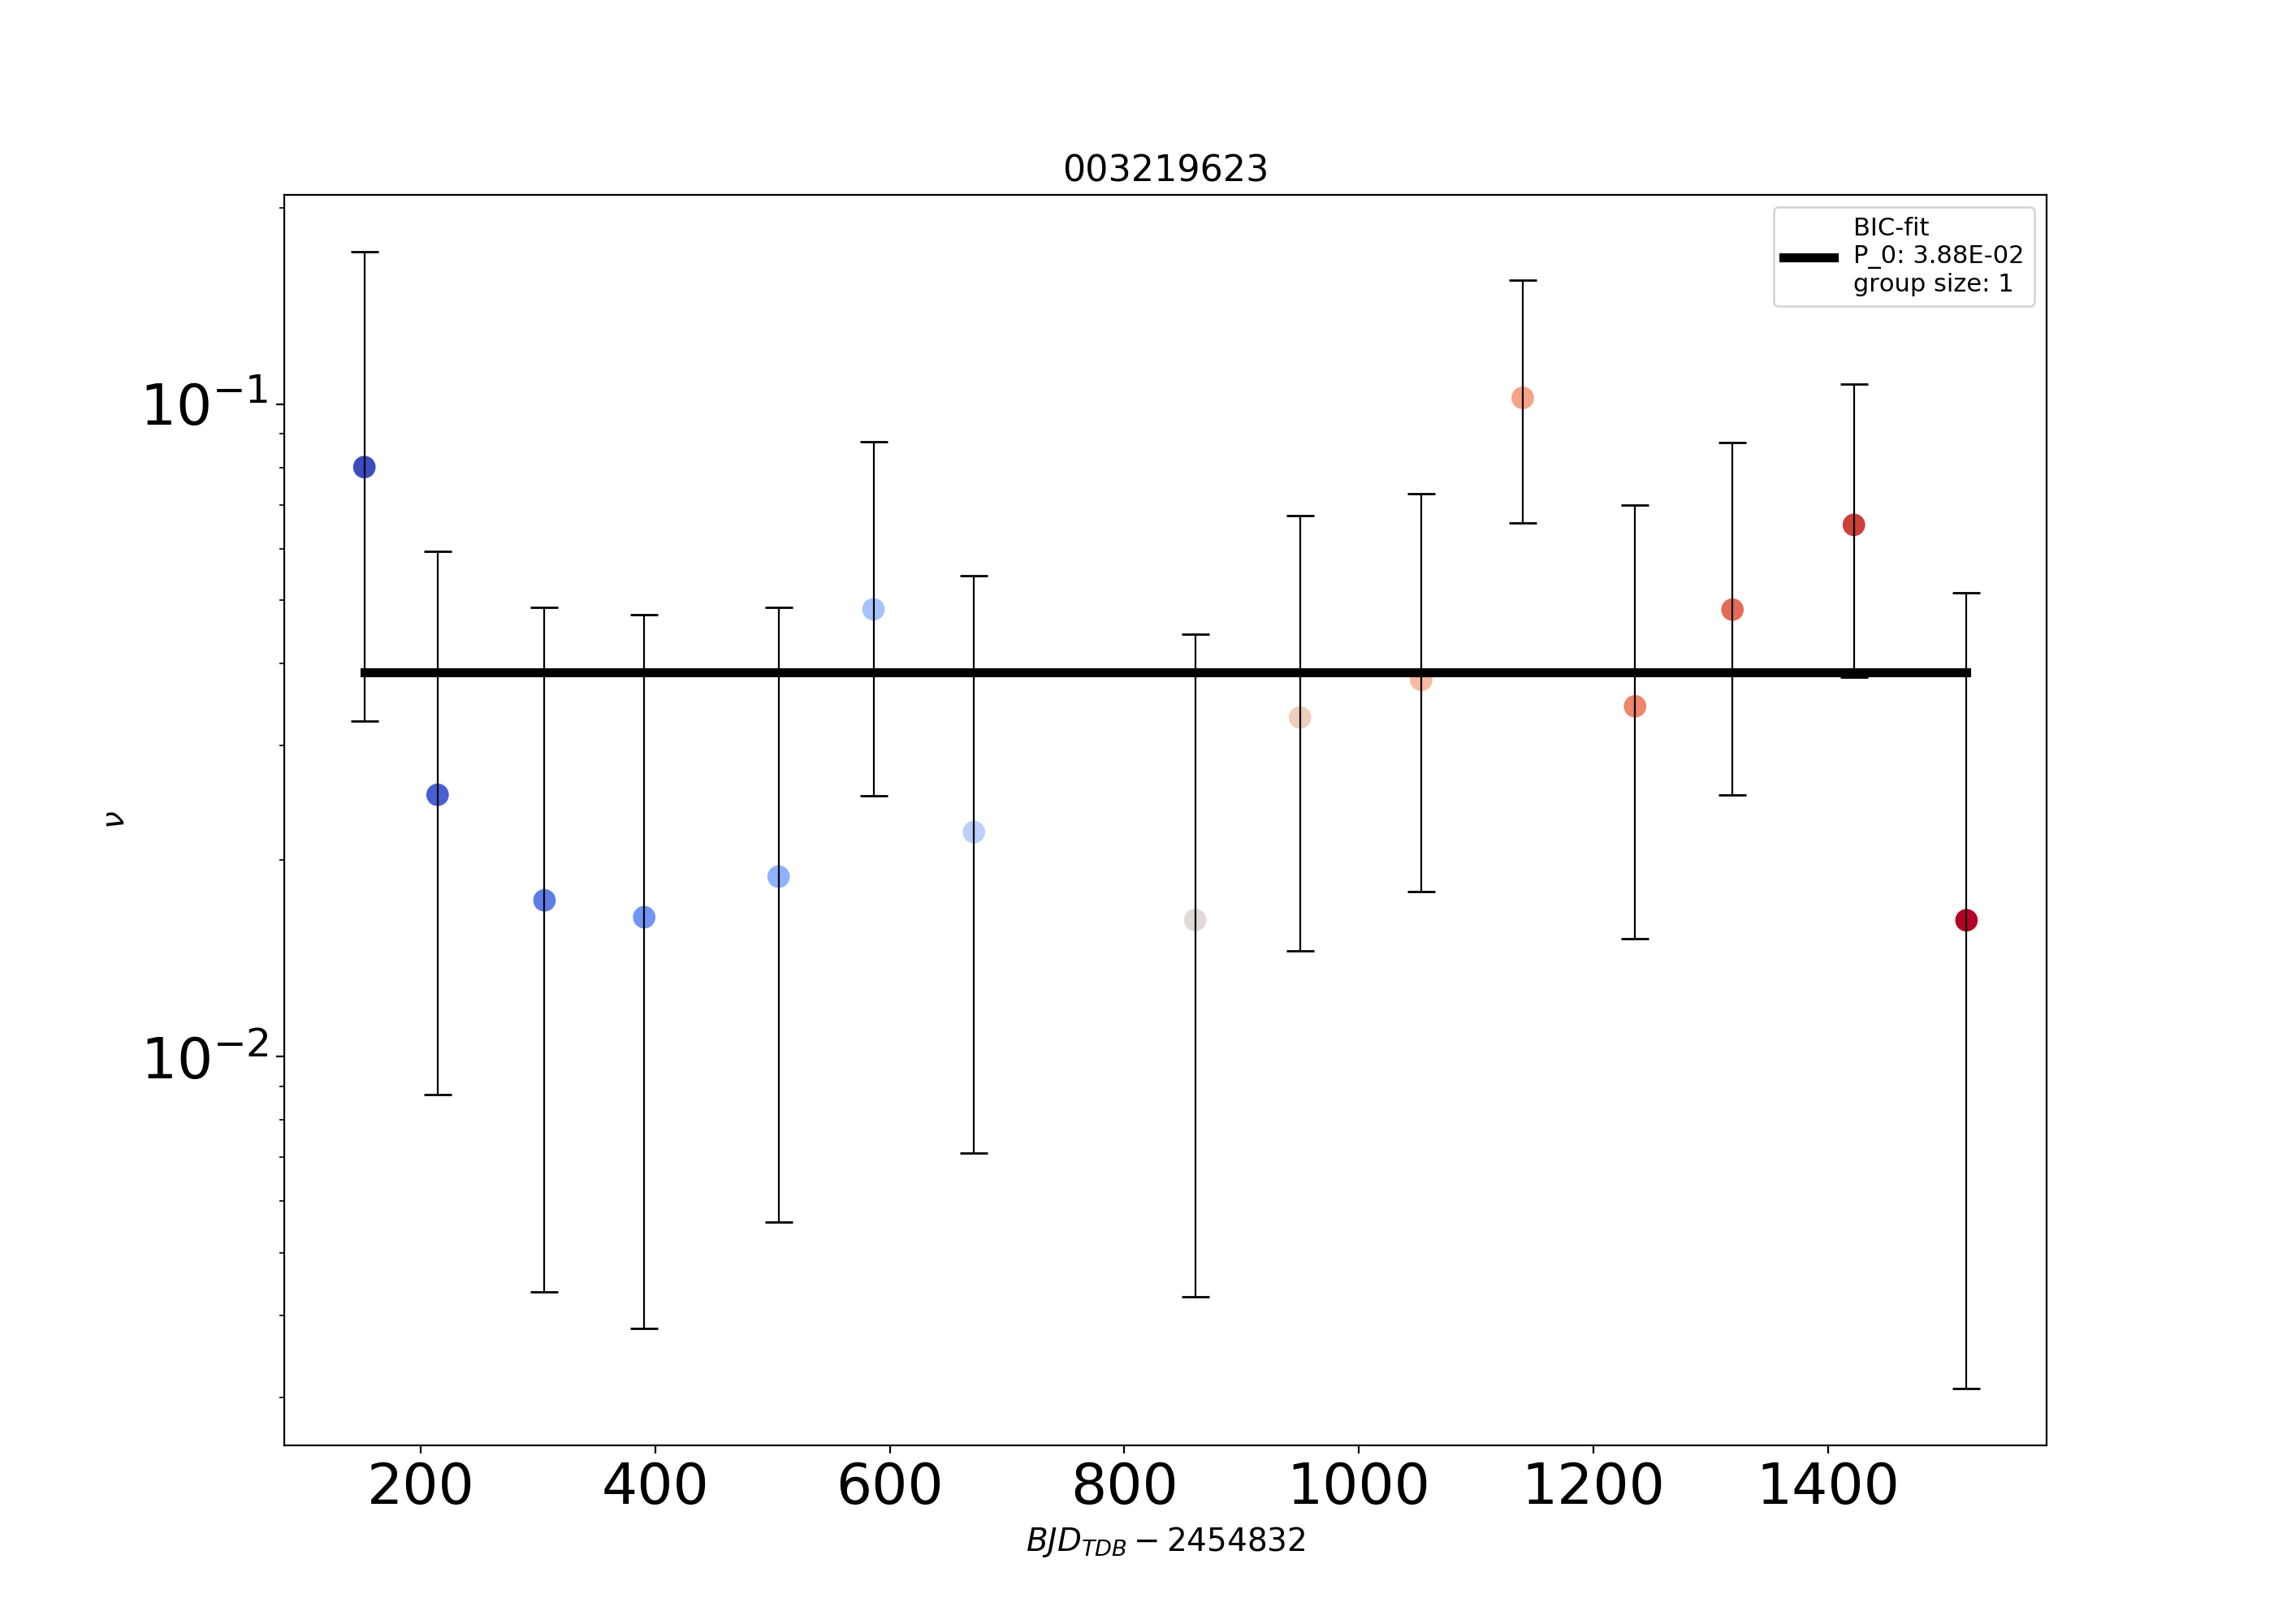 003219623
BIC-fit
P_0: 3.88E-02
group size: 1
10⁻¹
10⁻²
ν
200 400 600 800 1000 1200 1400
BJD_TDB − 2454832